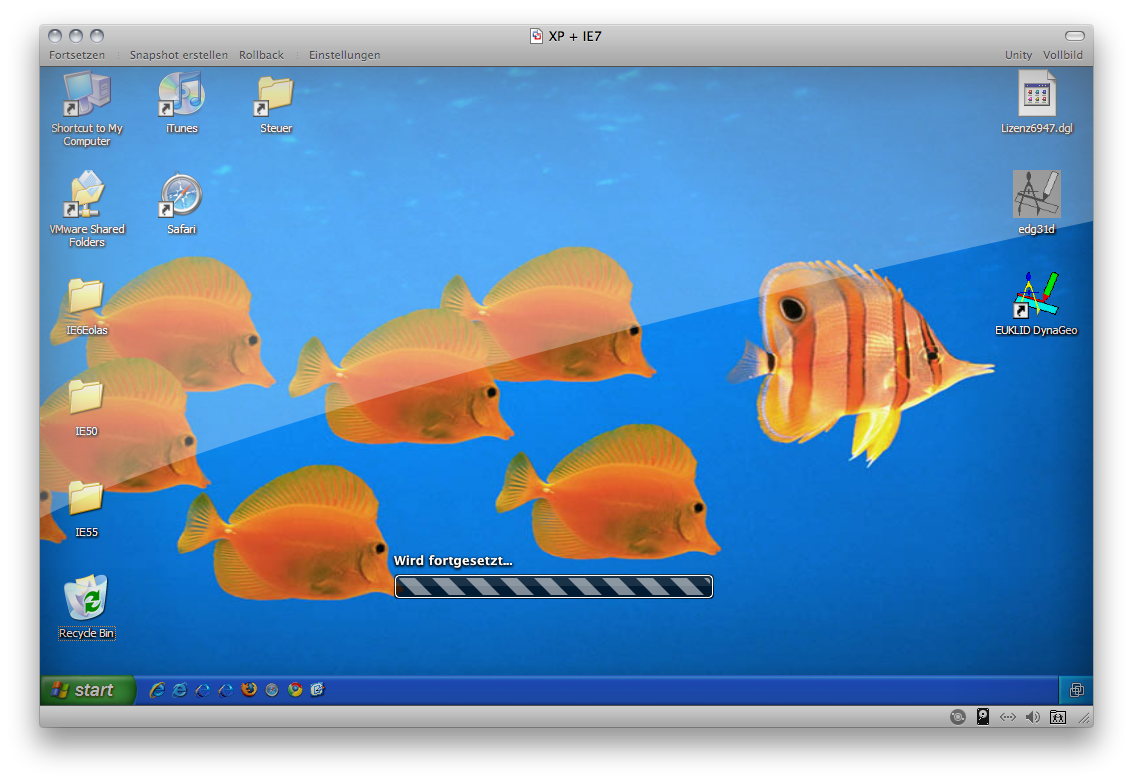 XP + IE7
Fortsetzen
Snapshot erstellen
Rollback
Einstellungen
Unity
Vollbild
Shortcut to My
Computer
iTunes
Steuer
Lizenz6947.dgl
VMware Shared
Folders
Safari
edg31d
IE6Eolas
EUKLID DynaGeo
IE50
IE55
Wird fortgesetzt...
Recycle Bin
start